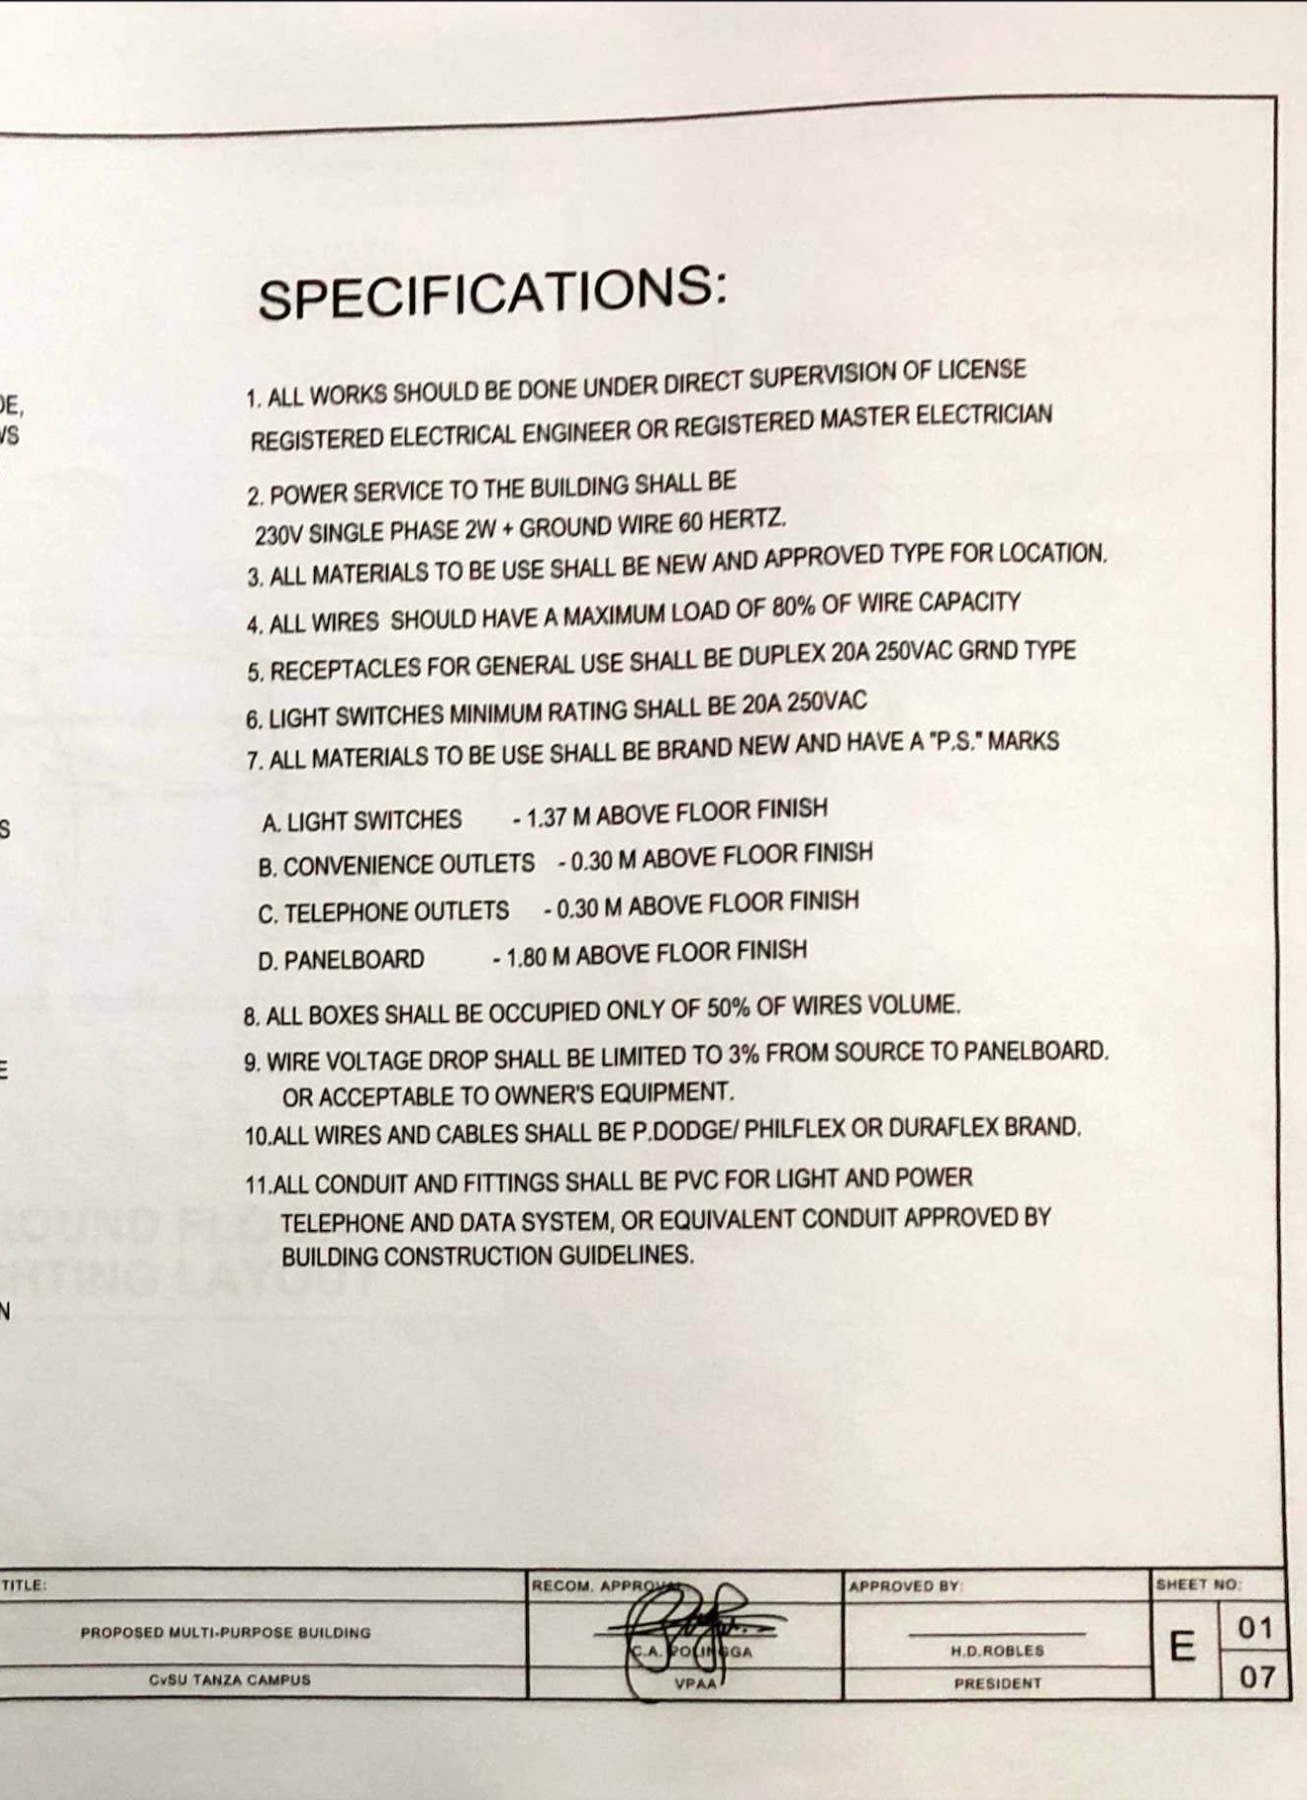 DE,
WS
S
E
N
SPECIFICATIONS:
1. ALL WORKS SHOULD BE DONE UNDER DIRECT SUPERVISION OF LICENSE
REGISTERED ELECTRICAL ENGINEER OR REGISTERED MASTER ELECTRICIAN
2. POWER SERVICE TO THE BUILDING SHALL BE
230V SINGLE PHASE 2W + GROUND WIRE 60 HERTZ.
3. ALL MATERIALS TO BE USE SHALL BE NEW AND APPROVED TYPE FOR LOCATION.
4. ALL WIRES SHOULD HAVE A MAXIMUM LOAD OF 80% OF WIRE CAPACITY
5. RECEPTACLES FOR GENERAL USE SHALL BE DUPLEX 20A 250VAC GRND TYPE
6. LIGHT SWITCHES MINIMUM RATING SHALL BE 20A 250VAC
7. ALL MATERIALS TO BE USE SHALL BE BRAND NEW AND HAVE A "P.S." MARKS
A. LIGHT SWITCHES - 1.37 M ABOVE FLOOR FINISH
B. CONVENIENCE OUTLETS - 0.30 M ABOVE FLOOR FINISH
C. TELEPHONE OUTLETS - 0.30 M ABOVE FLOOR FINISH
D. PANELBOARD - 1.80 M ABOVE FLOOR FINISH
8. ALL BOXES SHALL BE OCCUPIED ONLY OF 50% OF WIRES VOLUME.
9. WIRE VOLTAGE DROP SHALL BE LIMITED TO 3% FROM SOURCE TO PANELBOARD.
OR ACCEPTABLE TO OWNER'S EQUIPMENT.
10.ALL WIRES AND CABLES SHALL BE P.DODGE/ PHILFLEX OR DURAFLEX BRAND.
11.ALL CONDUIT AND FITTINGS SHALL BE PVC FOR LIGHT AND POWER
TELEPHONE AND DATA SYSTEM, OR EQUIVALENT CONDUIT APPROVED BY
BUILDING CONSTRUCTION GUIDELINES.
ROUND FLOOR
HTING LAYOUT
TITLE:
PROPOSED MULTI-PURPOSE BUILDING
CvSU TANZA CAMPUS
RECOM. APPROVAL
C.A. POLINGGA
VPAA
APPROVED BY:
H.D.ROBLES
PRESIDENT
SHEET NO:
E
01
07